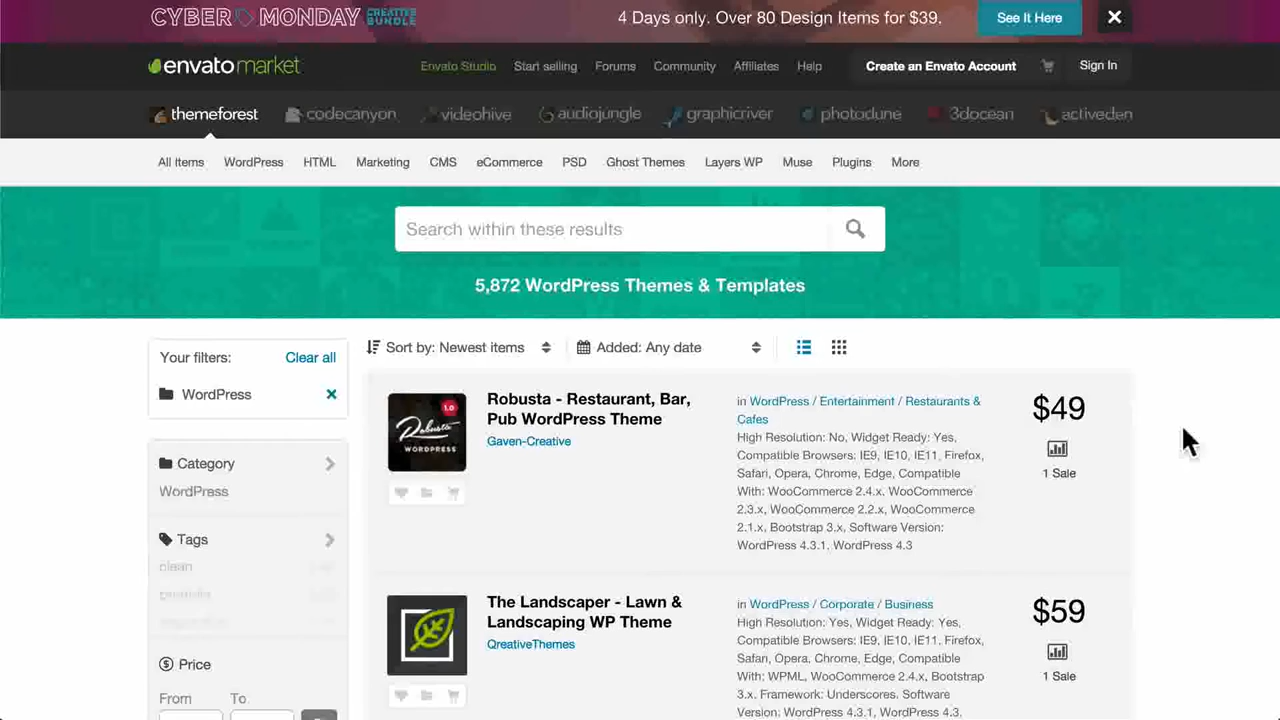 CYBER MONDAY CREATIVE BUNDLE 4 Days only. Over 80 Design Items for $39. See It Here
envato market Envato Studio Start selling Forums Community Affiliates Help Create an Envato Account Sign In
themeforest codecanyon videohive audiojungle graphicriver photodune 3docean activeden
All Items WordPress HTML Marketing CMS eCommerce PSD Ghost Themes Layers WP Muse Plugins More
Search within these results
5,872 WordPress Themes & Templates
Your filters: Clear all
WordPress
Category
WordPress
Tags
clean
Price
From To
Sort by: Newest items Added: Any date
1.0
Robusta
WORDPRESS
Robusta - Restaurant, Bar,
Pub WordPress Theme
Gaven-Creative
in WordPress / Entertainment / Restaurants &
Cafes
High Resolution: No, Widget Ready: Yes,
Compatible Browsers: IE9, IE10, IE11, Firefox,
Safari, Opera, Chrome, Edge, Compatible
With: WooCommerce 2.4.x, WooCommerce
2.3.x, WooCommerce 2.2.x, WooCommerce
2.1.x, Bootstrap 3.x, Software Version:
WordPress 4.3.1, WordPress 4.3
$49
1 Sale
The Landscaper - Lawn &
Landscaping WP Theme
QreativeThemes
in WordPress / Corporate / Business
High Resolution: Yes, Widget Ready: Yes,
Compatible Browsers: IE9, IE10, IE11, Firefox,
Safari, Opera, Chrome, Edge, Compatible
With: WPML, WooCommerce 2.4.x, Bootstrap
3.x, Framework: Underscores, Software
Version: WordPress 4.3.1, WordPress 4.3,
$59
1 Sale